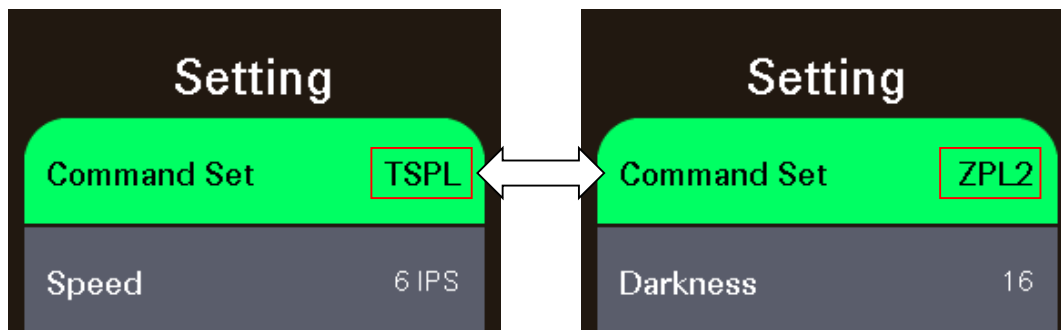 Setting
Command Set TSPL
Speed 6 IPS
Setting
Command Set ZPL2
Darkness 16